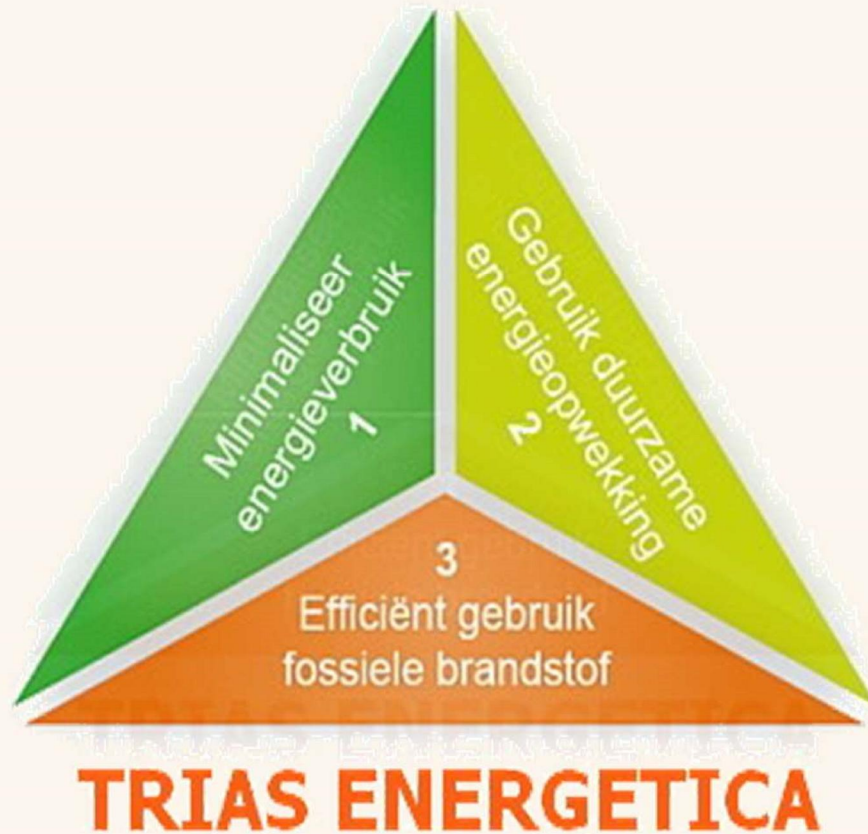 Minimaliseer
energieverbruik
1
Gebruik duurzame
energieopwekking
2
3
Efficiënt gebruik
fossiele brandstof
TRIAS ENERGETICA